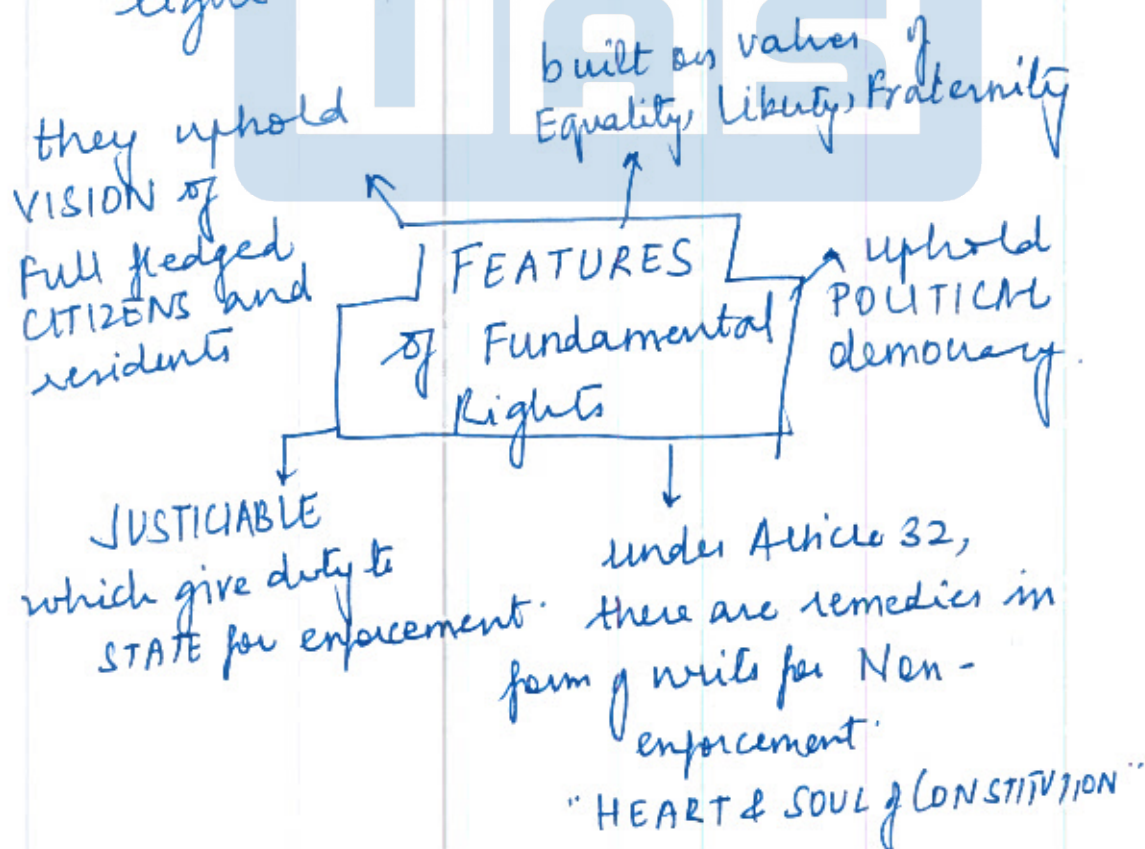 IAS
built on values of
Equality, Liberty, Fraternity
they uphold
VISION of
Full fledged
CITIZENS and
residents
FEATURES
of Fundamental
Rights
uphold
POLITICAL
democracy.
JUSTICIABLE
which give duty to
STATE for enforcement.
under Article 32,
there are remedies in
form of writs for Non-
enforcement.
"HEART & SOUL of CONSTITUTION"